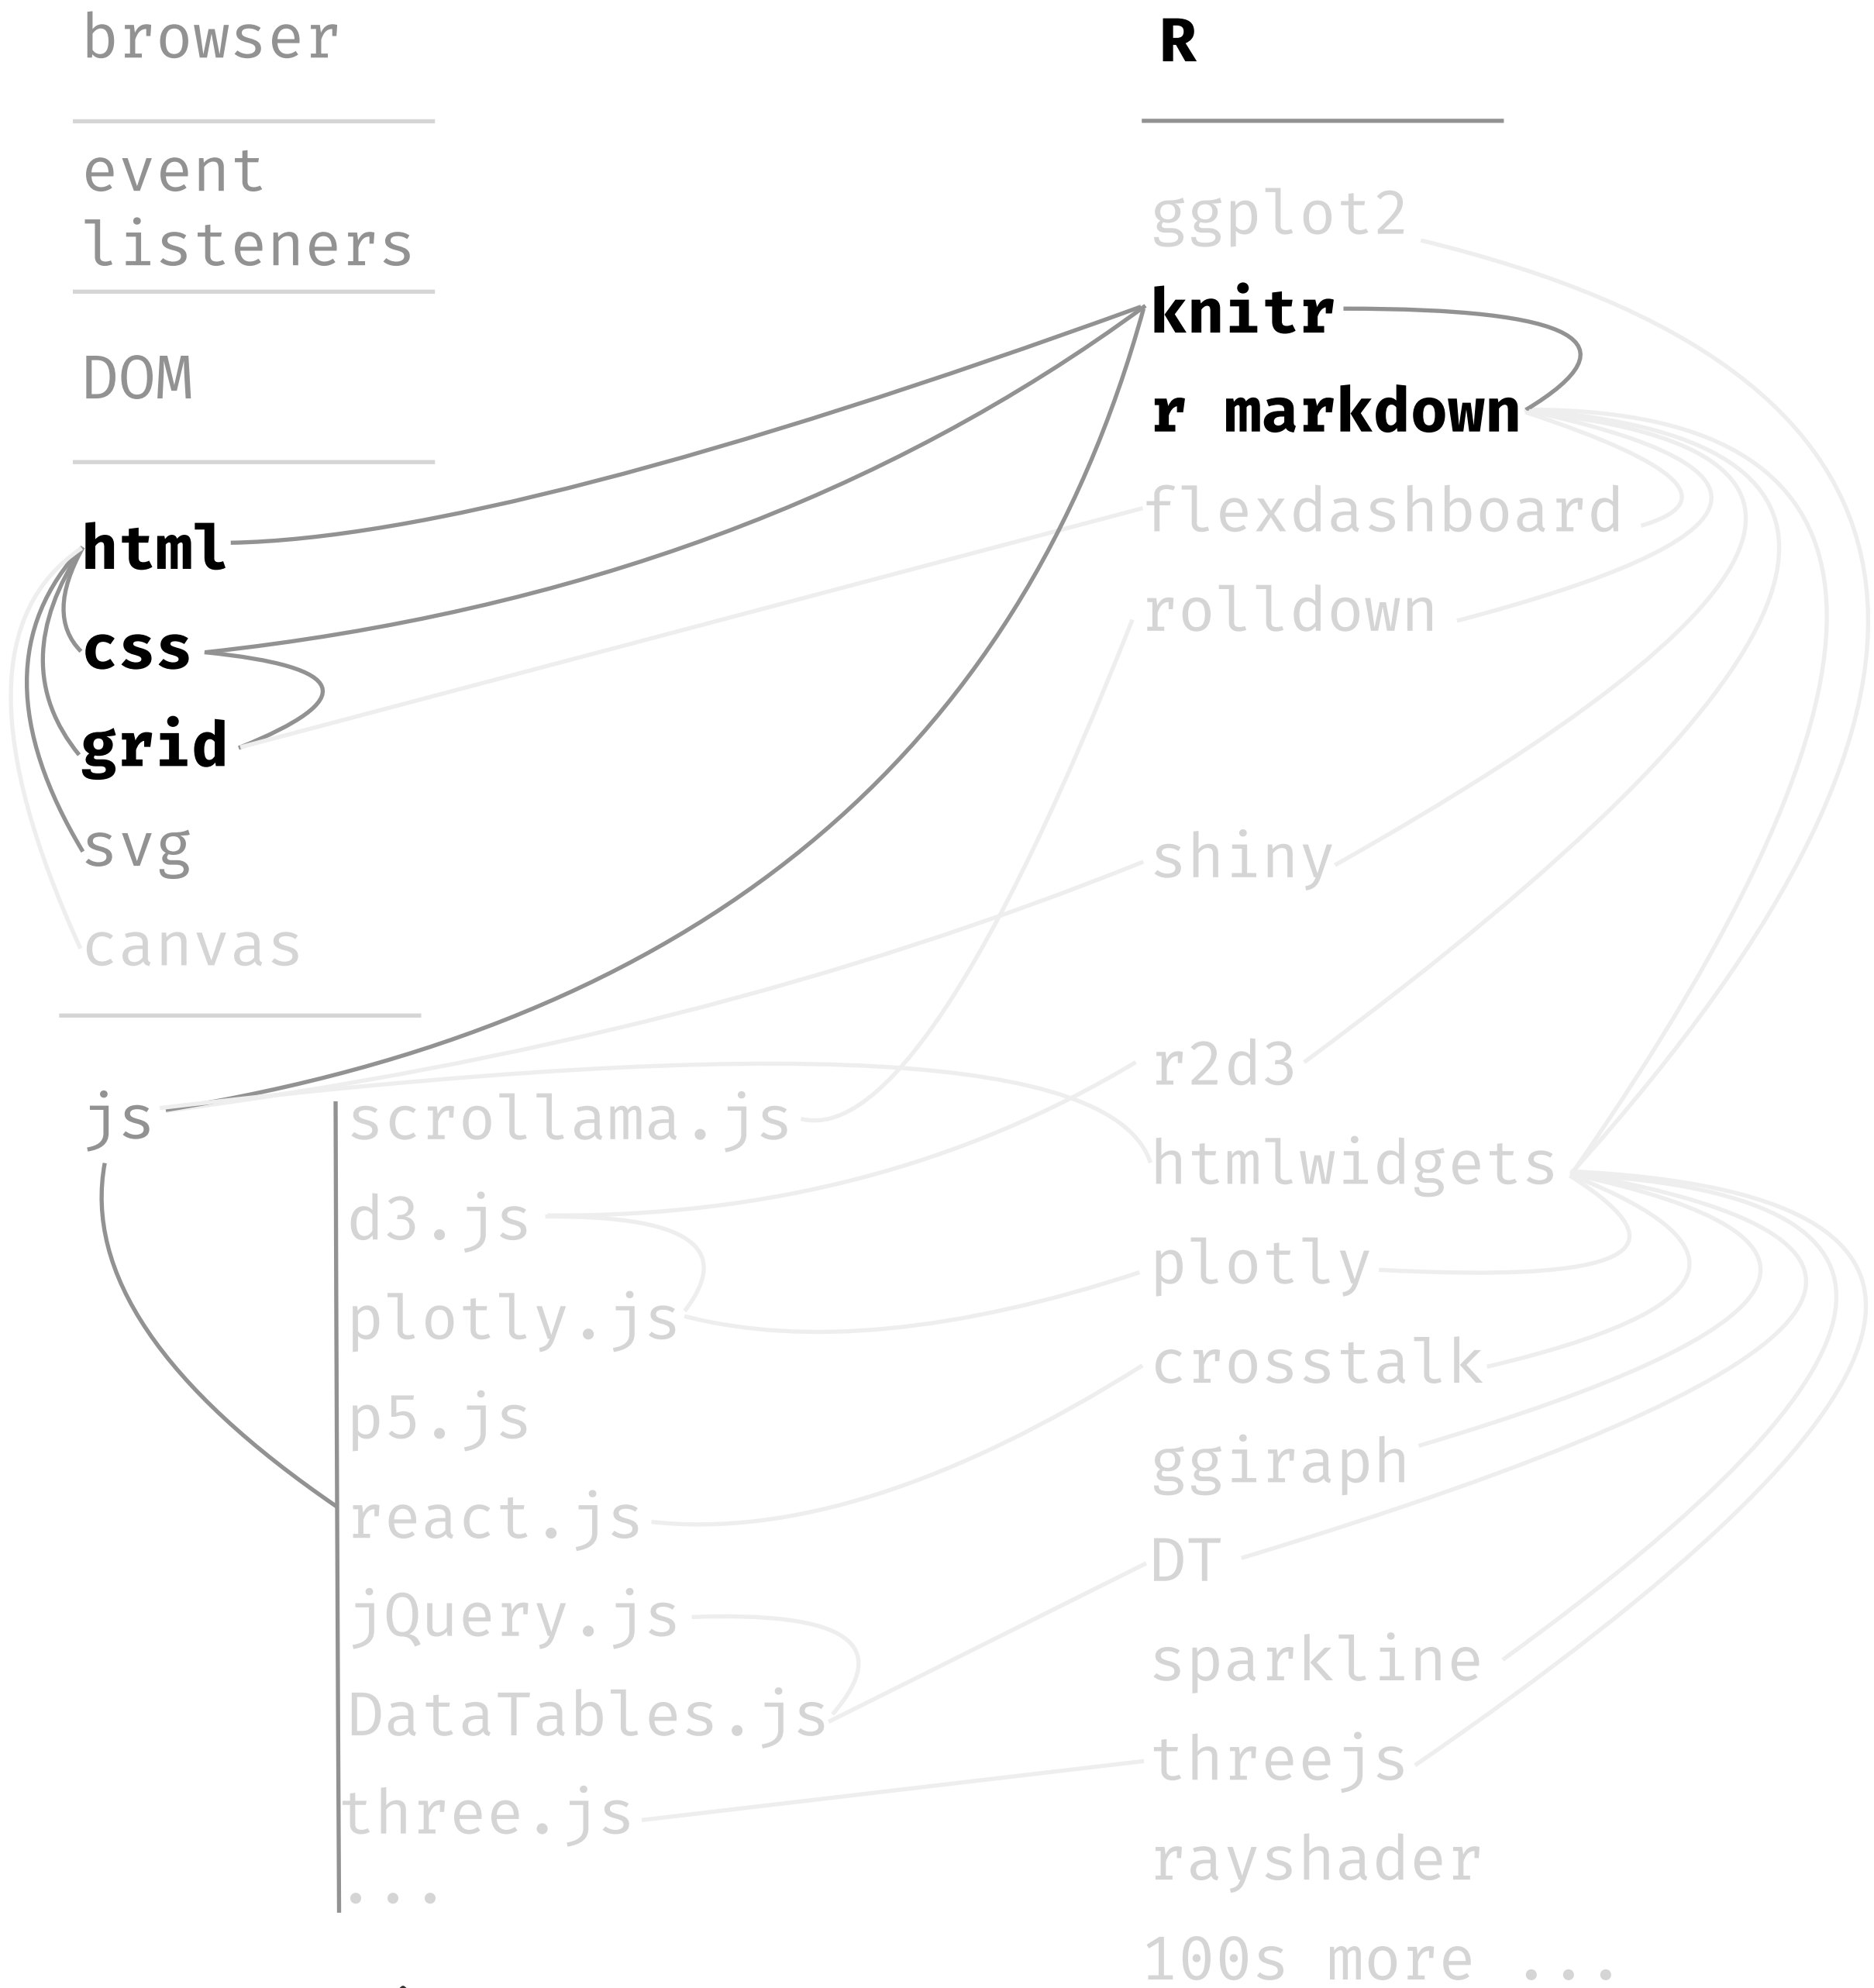 browser
event
listeners
DOM
html
css
grid
svg
canvas
js
scrollama.js
d3.js
plotly.js
p5.js
react.js
jQuery.js
DataTables.js
three.js
...
R
ggplot2
knitr
r markdown
flexdashboard
rolldown
shiny
r2d3
htmlwidgets
plotly
crosstalk
ggiraph
DT
sparkline
threejs
rayshader
100s more ...